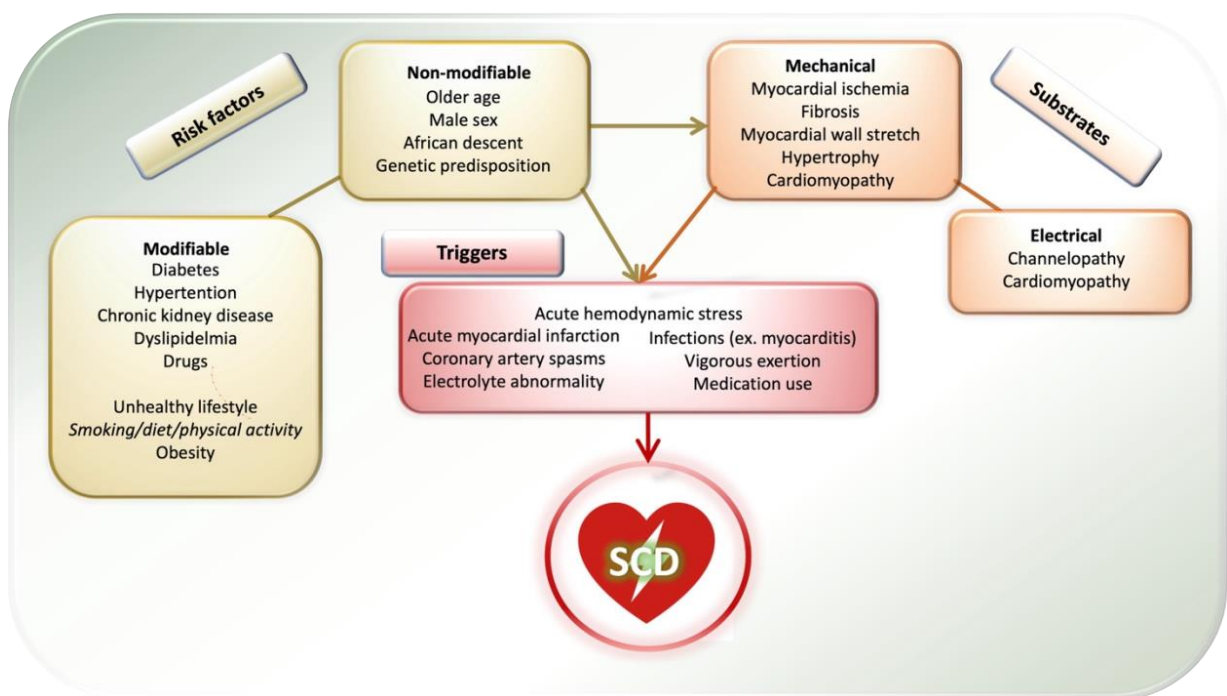 Risk factors
Non-modifiable
Older age
Male sex
African descent
Genetic predisposition
Mechanical
Myocardial ischemia
Fibrosis
Myocardial wall stretch
Hypertrophy
Cardiomyopathy
Substrates
Modifiable
Diabetes
Hypertention
Chronic kidney disease
Dyslipidelmia
Drugs
Unhealthy lifestyle
Smoking/diet/physical activity
Obesity
Electrical
Channelopathy
Cardiomyopathy
Triggers
Acute hemodynamic stress
Acute myocardial infarction
Coronary artery spasms
Electrolyte abnormality
Infections (ex. myocarditis)
Vigorous exertion
Medication use
SCD